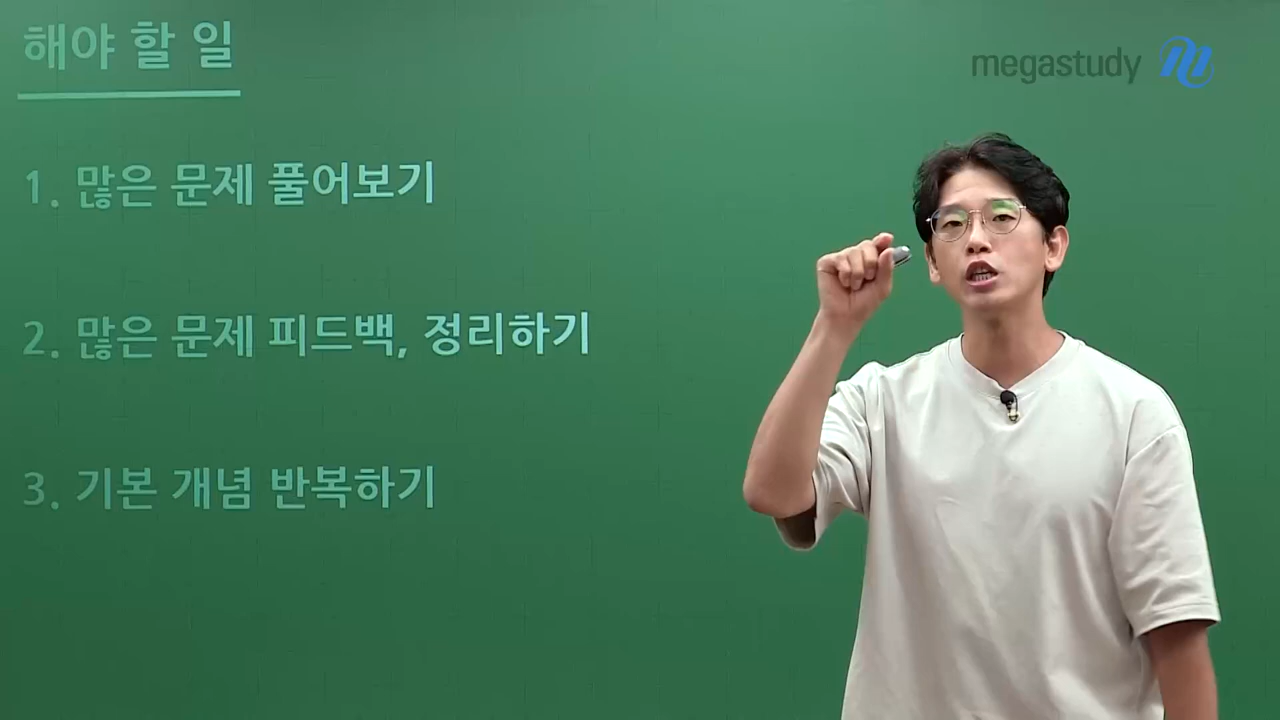 해야 할 일
megastudy
1. 많은 문제 풀어보기
2. 많은 문제 피드백, 정리하기
3. 기본 개념 반복하기